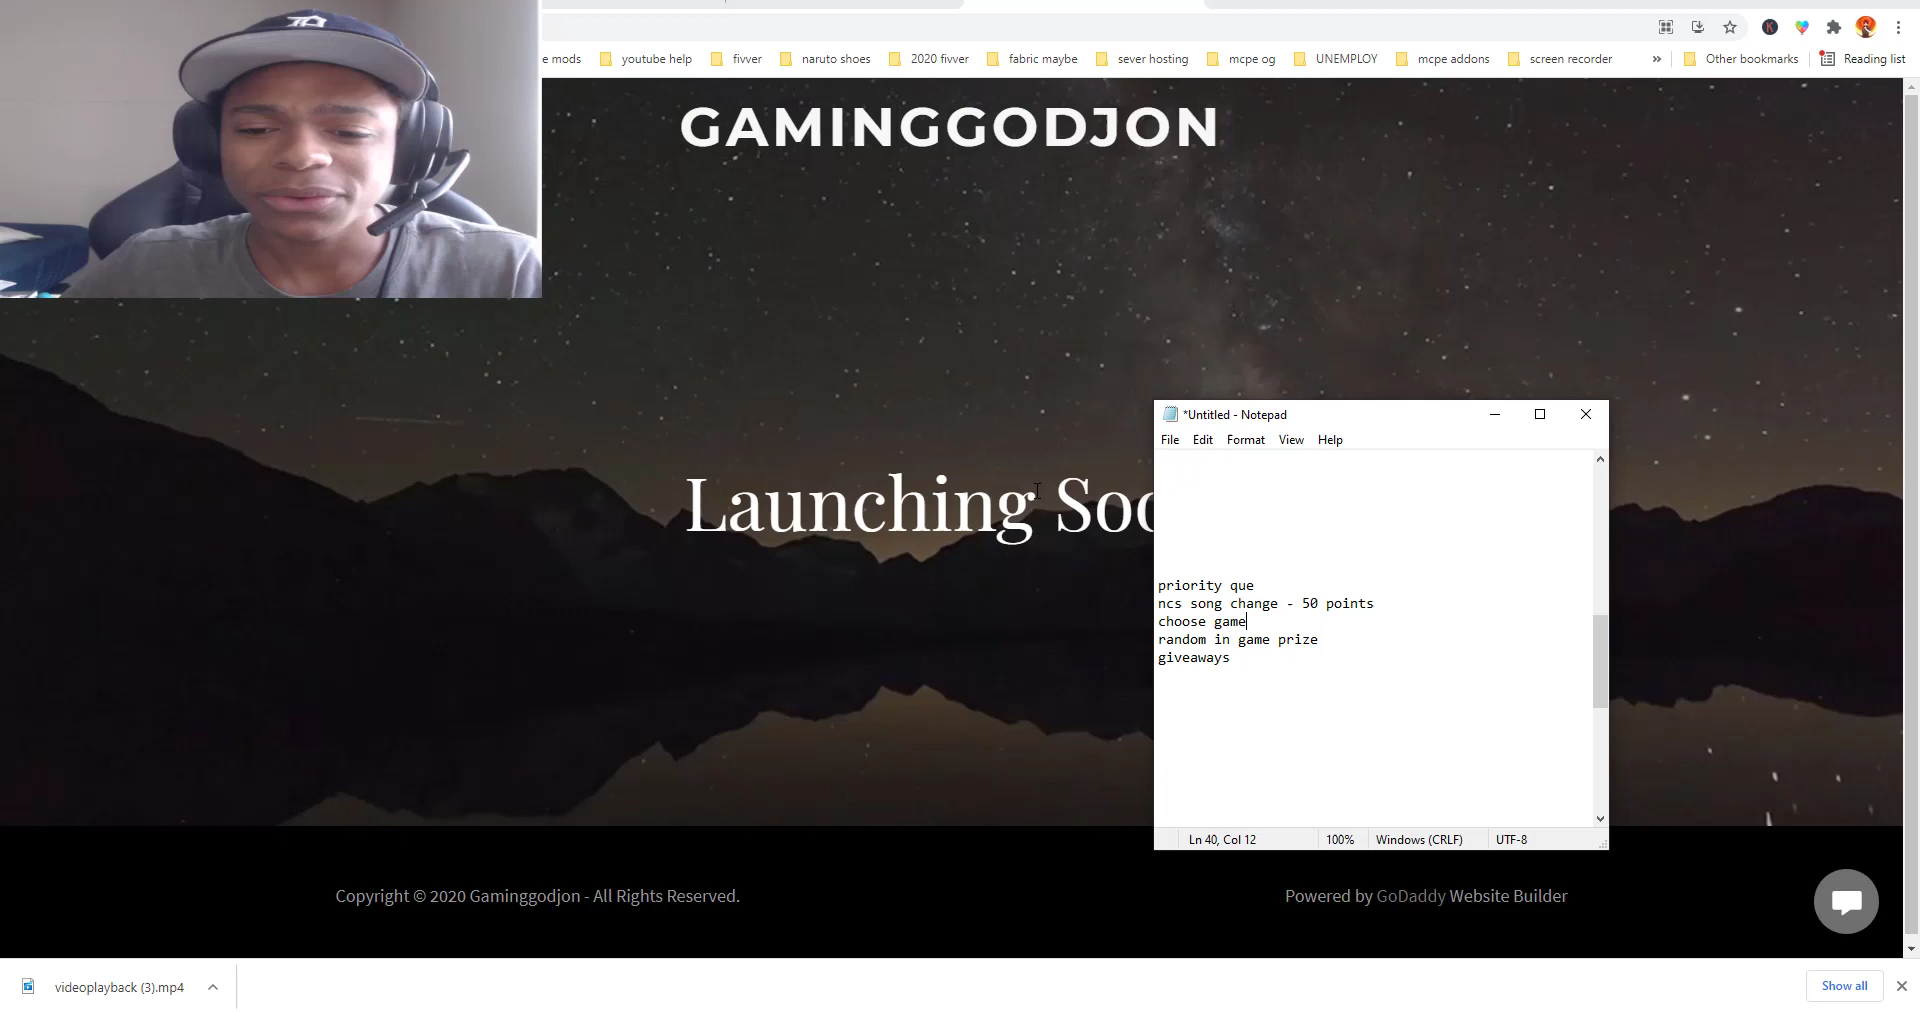 e mods
youtube help
fivver
naruto shoes
2020 fivver
fabric maybe
sever hosting
mcpe og
UNEMPLOY
mcpe addons
screen recorder
»
Other bookmarks
Reading list
K
GAMINGGODJON
Launching Soo
*Untitled - Notepad
File Edit Format View Help
priority que
ncs song change - 50 points
choose game
random in game prize
giveaways
Ln 40, Col 12
100%
Windows (CRLF)
UTF-8
Copyright © 2020 Gaminggodjon - All Rights Reserved.
Powered by GoDaddy Website Builder
videoplayback (3).mp4
Show all